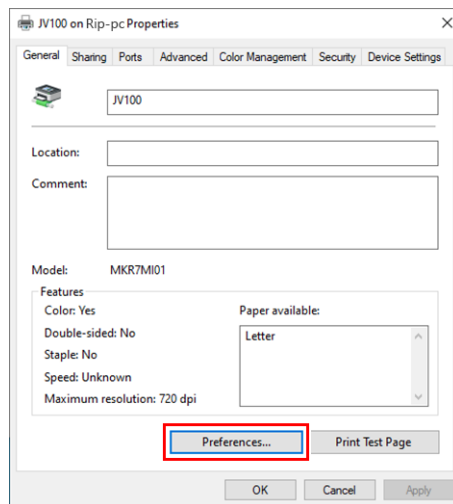 JV100 on Rip-pc Properties
General Sharing Ports Advanced Color Management Security Device Settings
JV100
Location:
Comment:
Model: MKR7MI01
Features
Color: Yes
Paper available:
Double-sided: No
Letter
Staple: No
Speed: Unknown
Maximum resolution: 720 dpi
Preferences... Print Test Page
OK Cancel Apply